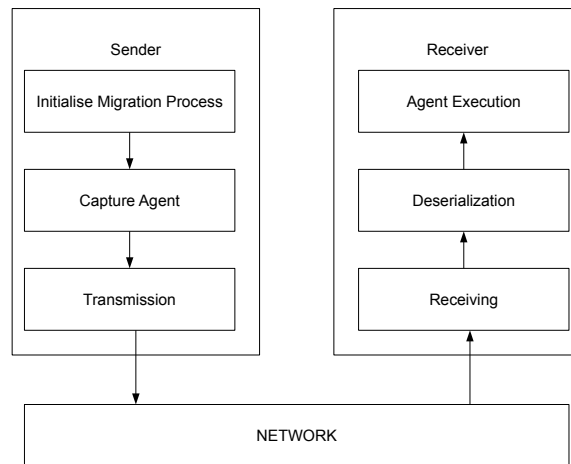 Sender
Initialise Migration Process
Capture Agent
Transmission
Receiver
Agent Execution
Deserialization
Receiving
NETWORK